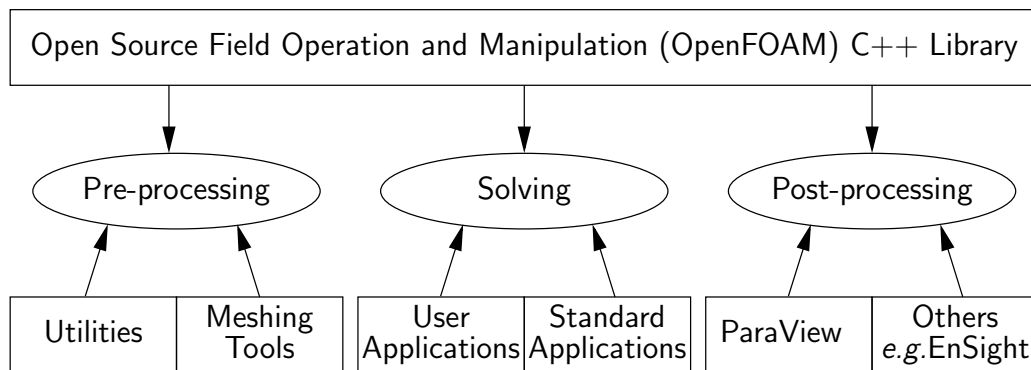 Open Source Field Operation and Manipulation (OpenFOAM) C++ Library
Pre-processing
Solving
Post-processing
Utilities
Meshing
Tools
User
Applications
Standard
Applications
ParaView
Others
e.g.EnSight